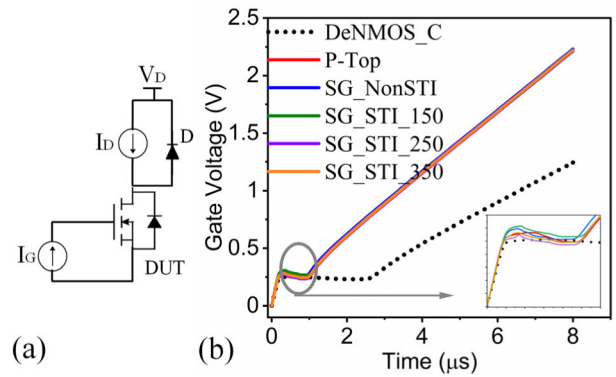 V_D
I_D
D
I_G
DUT
(a)
2.5
2
1.5
1
0.5
0
Gate Voltage (V)
DeNMOS_C
P-Top
SG_NonSTI
SG_STI_150
SG_STI_250
SG_STI_350
0
2
4
6
8
Time (μs)
(b)